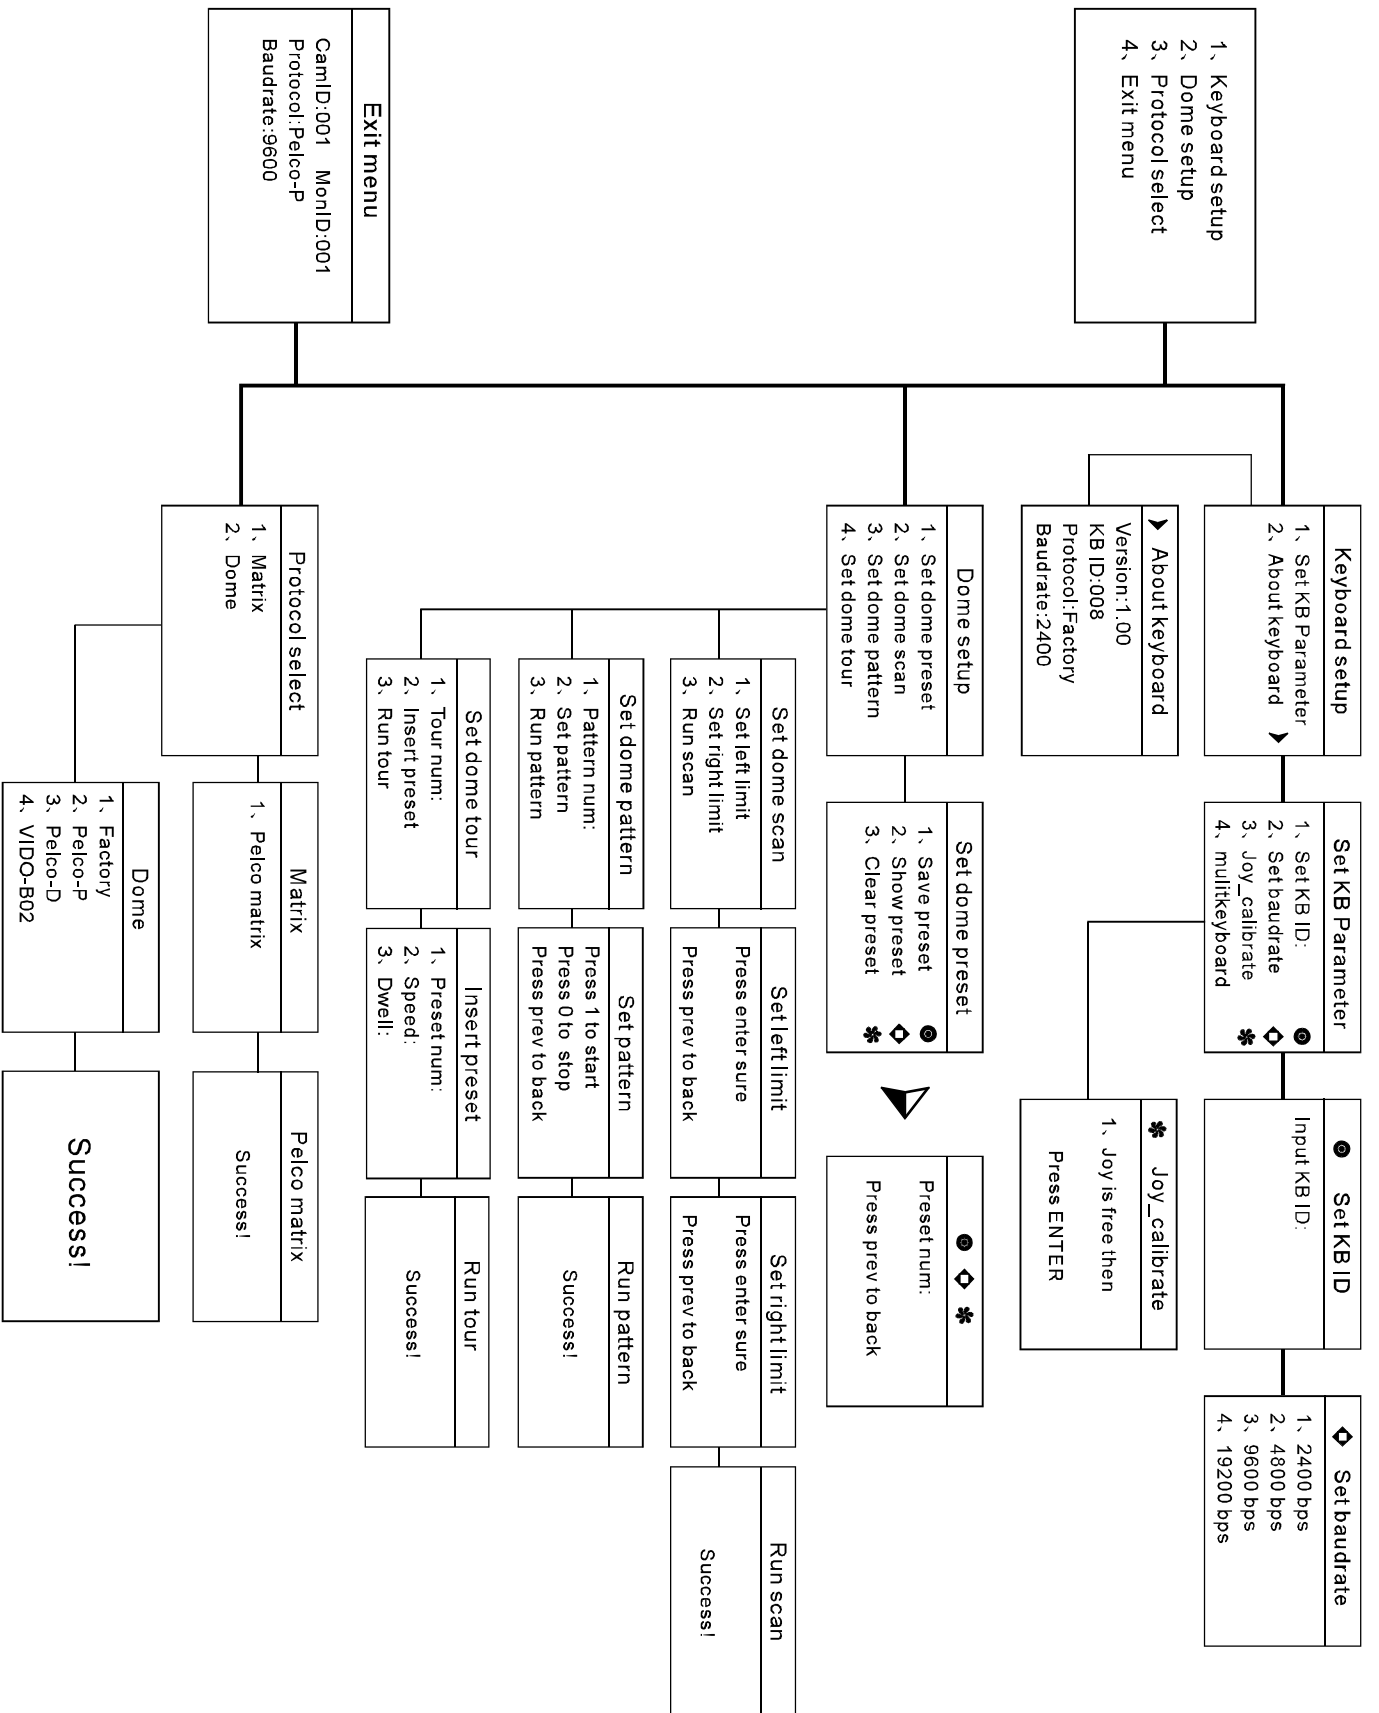 1、Keyboard setup
2、Dome setup
3、Protocol select
4、Exit menu
Keyboard setup
1、Set KB Parameter
2、About keyboard
Set KB Parameter
1、Set KB ID:
2、Set baudrate
3、Joy_calibrate
4、mulitkeyboard
Set KB ID
Input KB ID:
Set baudrate
1、2400 bps
2、4800 bps
3、9600 bps
4、19200 bps
About keyboard
Version:1.00
KB ID:008
Protocol:Factory
Baudrate:2400
Joy_calibrate
1、Joy is free then
Press ENTER
Dome setup
1、Set dome preset
2、Set dome scan
3、Set dome pattern
4、Set dome tour
Set dome preset
1、Save preset
2、Show preset
3、Clear preset
Preset num:
Press prev to back
Set dome scan
1、Set left limit
2、Set right limit
3、Run scan
Set left limit
Press enter sure
Press prev to back
Set right limit
Press enter sure
Press prev to back
Run scan
Success!
Set dome pattern
1、Pattern num:
2、Set pattern
3、Run pattern
Set pattern
Press 1 to start
Press 0 to stop
Press prev to back
Run pattern
Success!
Set dome tour
1、Tour num:
2、Insert preset
3、Run tour
Insert preset
1、Preset num:
2、Speed:
3、Dwell:
Run tour
Success!
Exit menu
CamID:001 MonID:001
Protocol:Pelco-P
Baudrate:9600
Protocol select
1、Matrix
2、Dome
Matrix
1、Pelco matrix
Pelco matrix
Success!
Dome
1、Factory
2、Pelco-P
3、Pelco-D
4、VIDO-B02
Success!